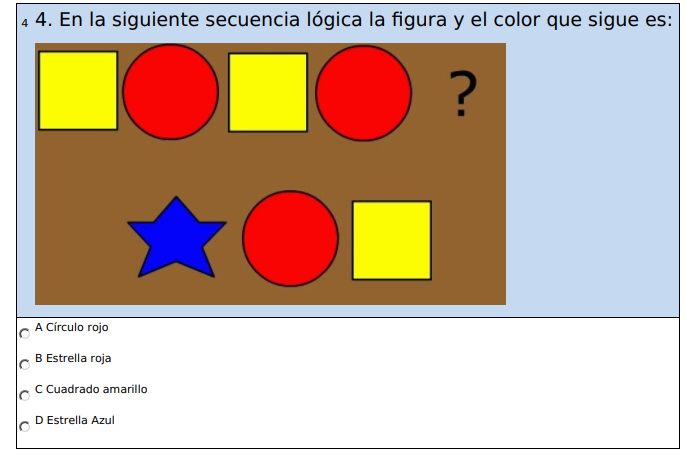 4 4. En la siguiente secuencia lógica la figura y el color que sigue es:
?
A Círculo rojo
B Estrella roja
C Cuadrado amarillo
D Estrella Azul